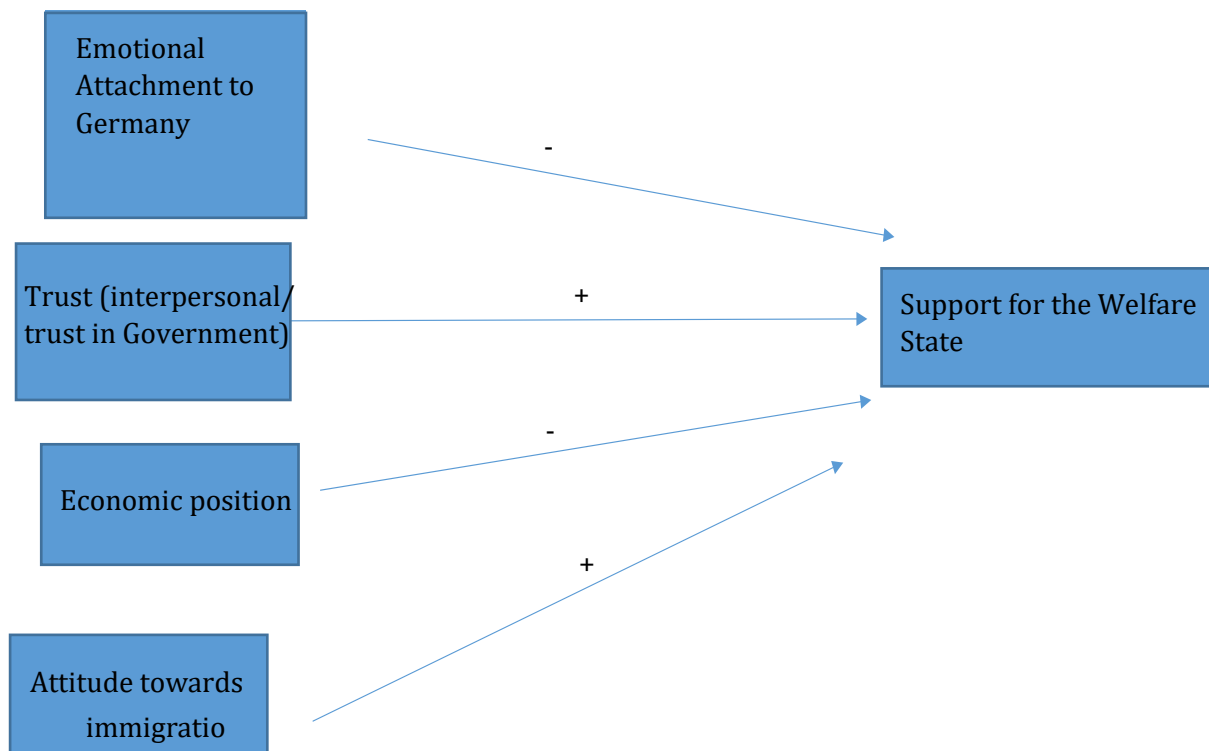 Emotional
Attachment to
Germany
-
Trust (interpersonal/
trust in Government)
+
Support for the Welfare
State
-
Economic position
+
Attitude towards
immigratio